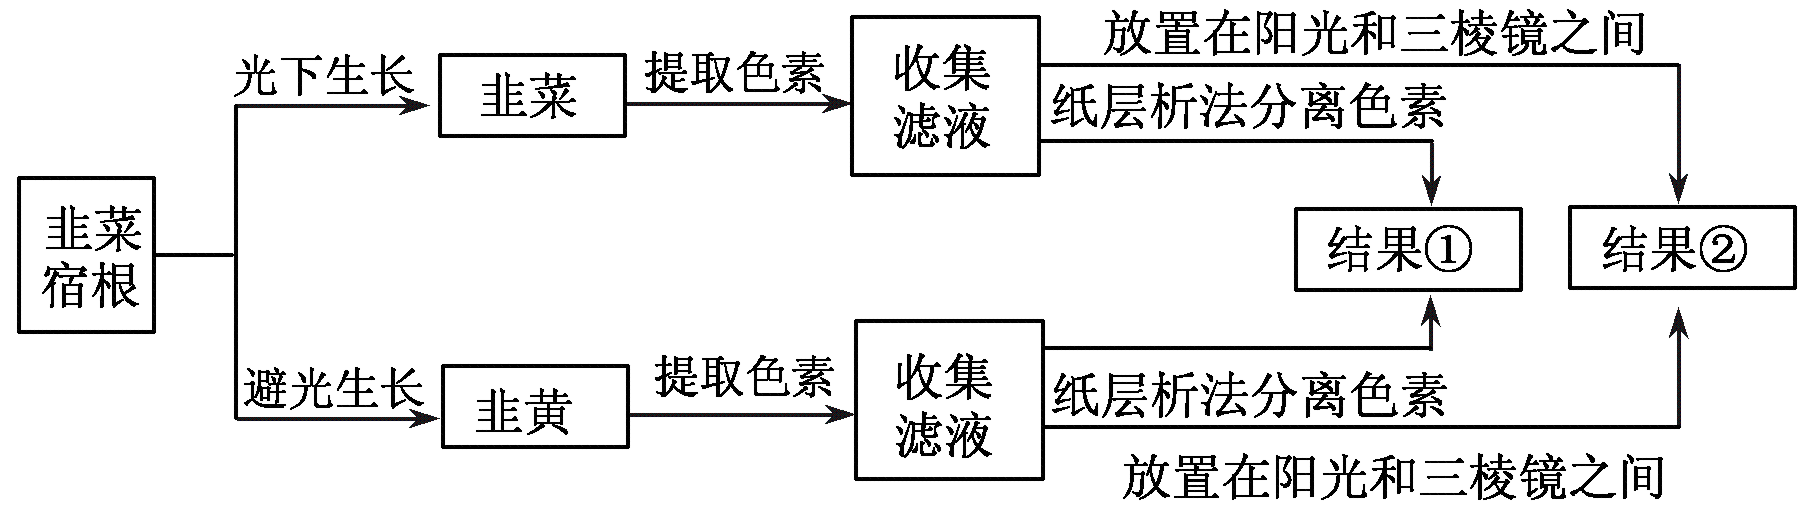 放置在阳光和三棱镜之间
光下生长
韭菜
提取色素
收集
滤液
纸层析法分离色素
韭菜
宿根
结果①
结果②
避光生长
韭黄
提取色素
收集
滤液
纸层析法分离色素
放置在阳光和三棱镜之间